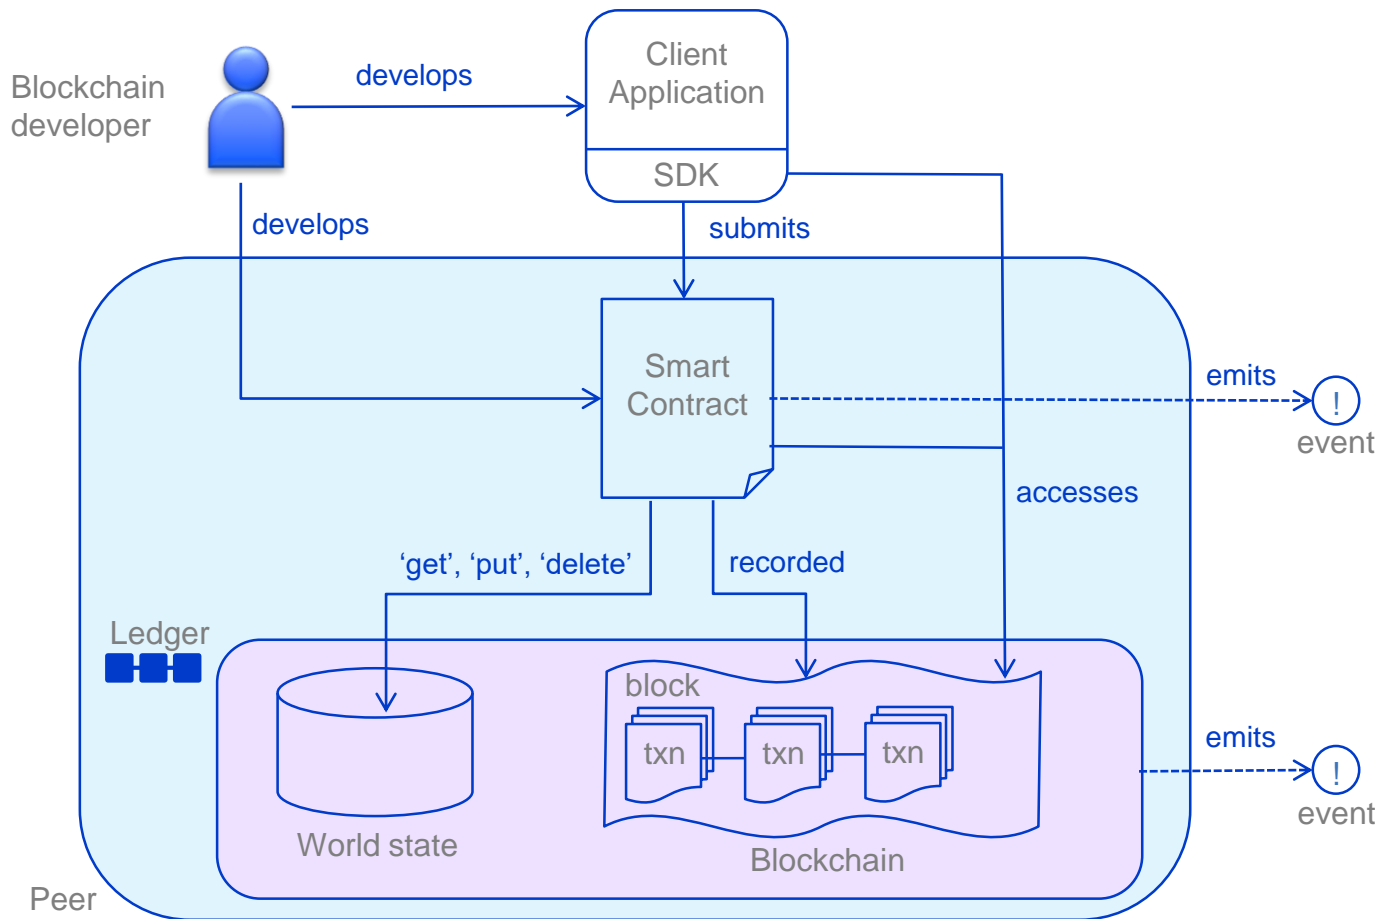 Blockchain
developer
develops
Client
Application
SDK
develops
submits
Smart
Contract
emits
!
event
accesses
‘get’, ‘put’, ‘delete’
recorded
Ledger
block
txn
txn
txn
emits
!
event
World state
Blockchain
Peer